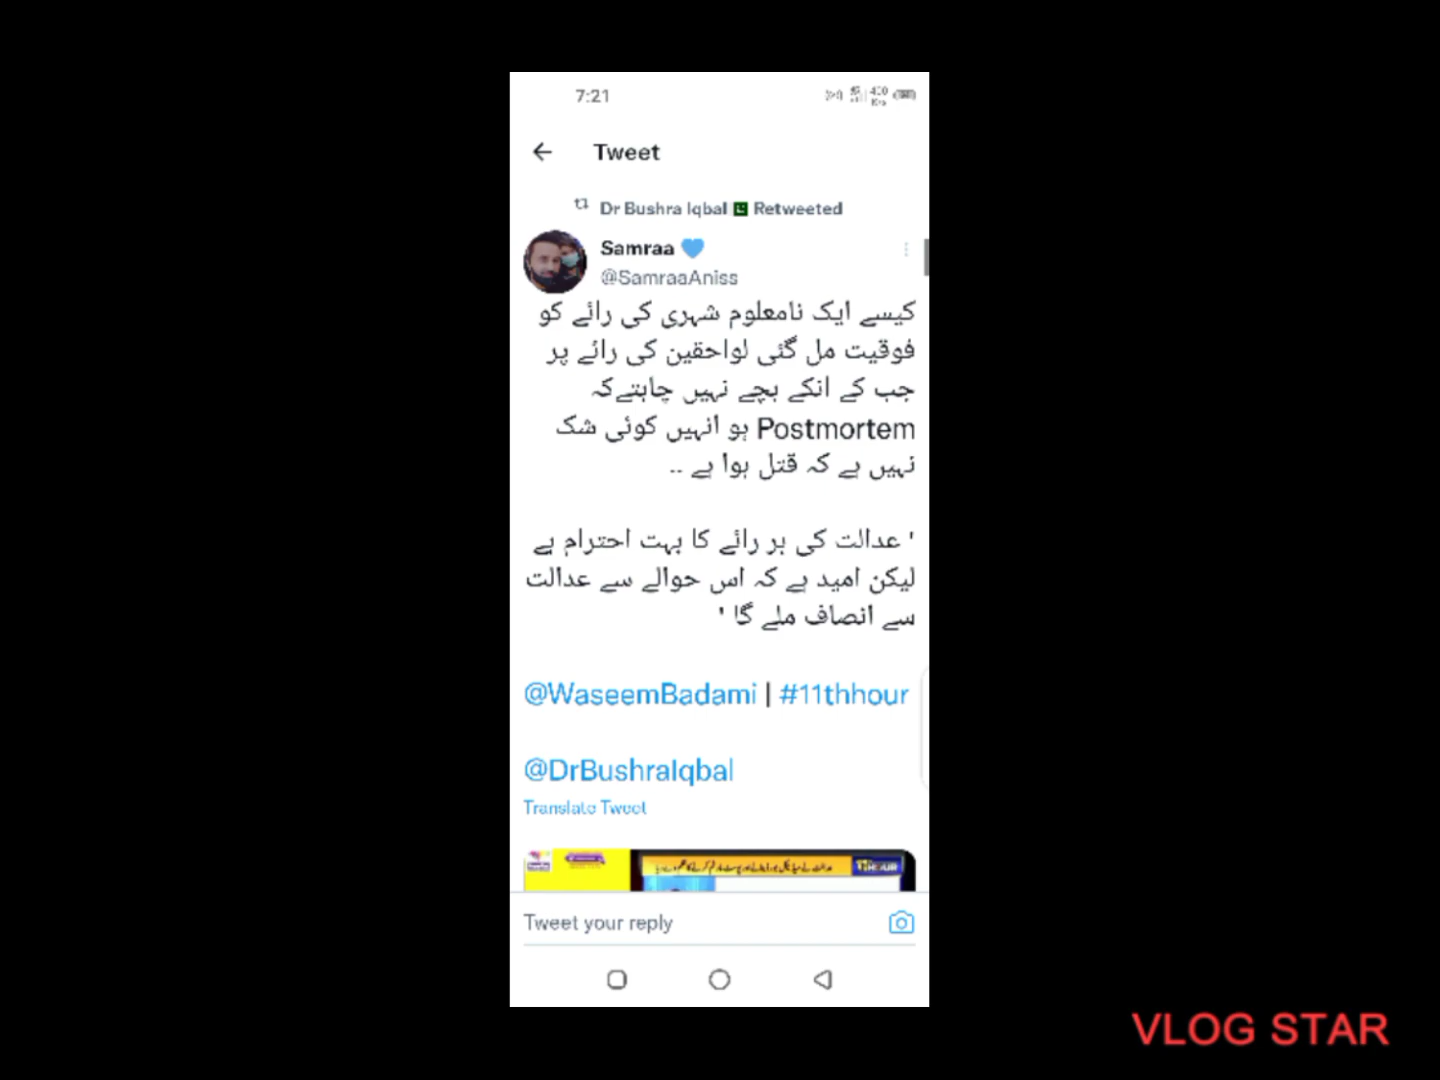 7:21
Tweet
Dr Bushra Iqbal Retweeted
Samraa
@SamraaAniss
کیسے ایک نامعلوم شہری کی رائے کو
فوقیت مل گئی لواحقین کی رائے پر
جب کے انکے بچے نہیں چاہتےکہ
Postmortem ہو انہیں کوئی شک
نہیں ہے کہ قتل ہوا ہے ..
' عدالت کی ہر رائے کا بہت احترام ہے
لیکن امید ہے کہ اس حوالے سے عدالت
سے انصاف ملے گا '
@WaseemBadami | #11thhour
@DrBushraIqbal
Translate Tweet
11th HOUR
Tweet your reply
VLOG STAR